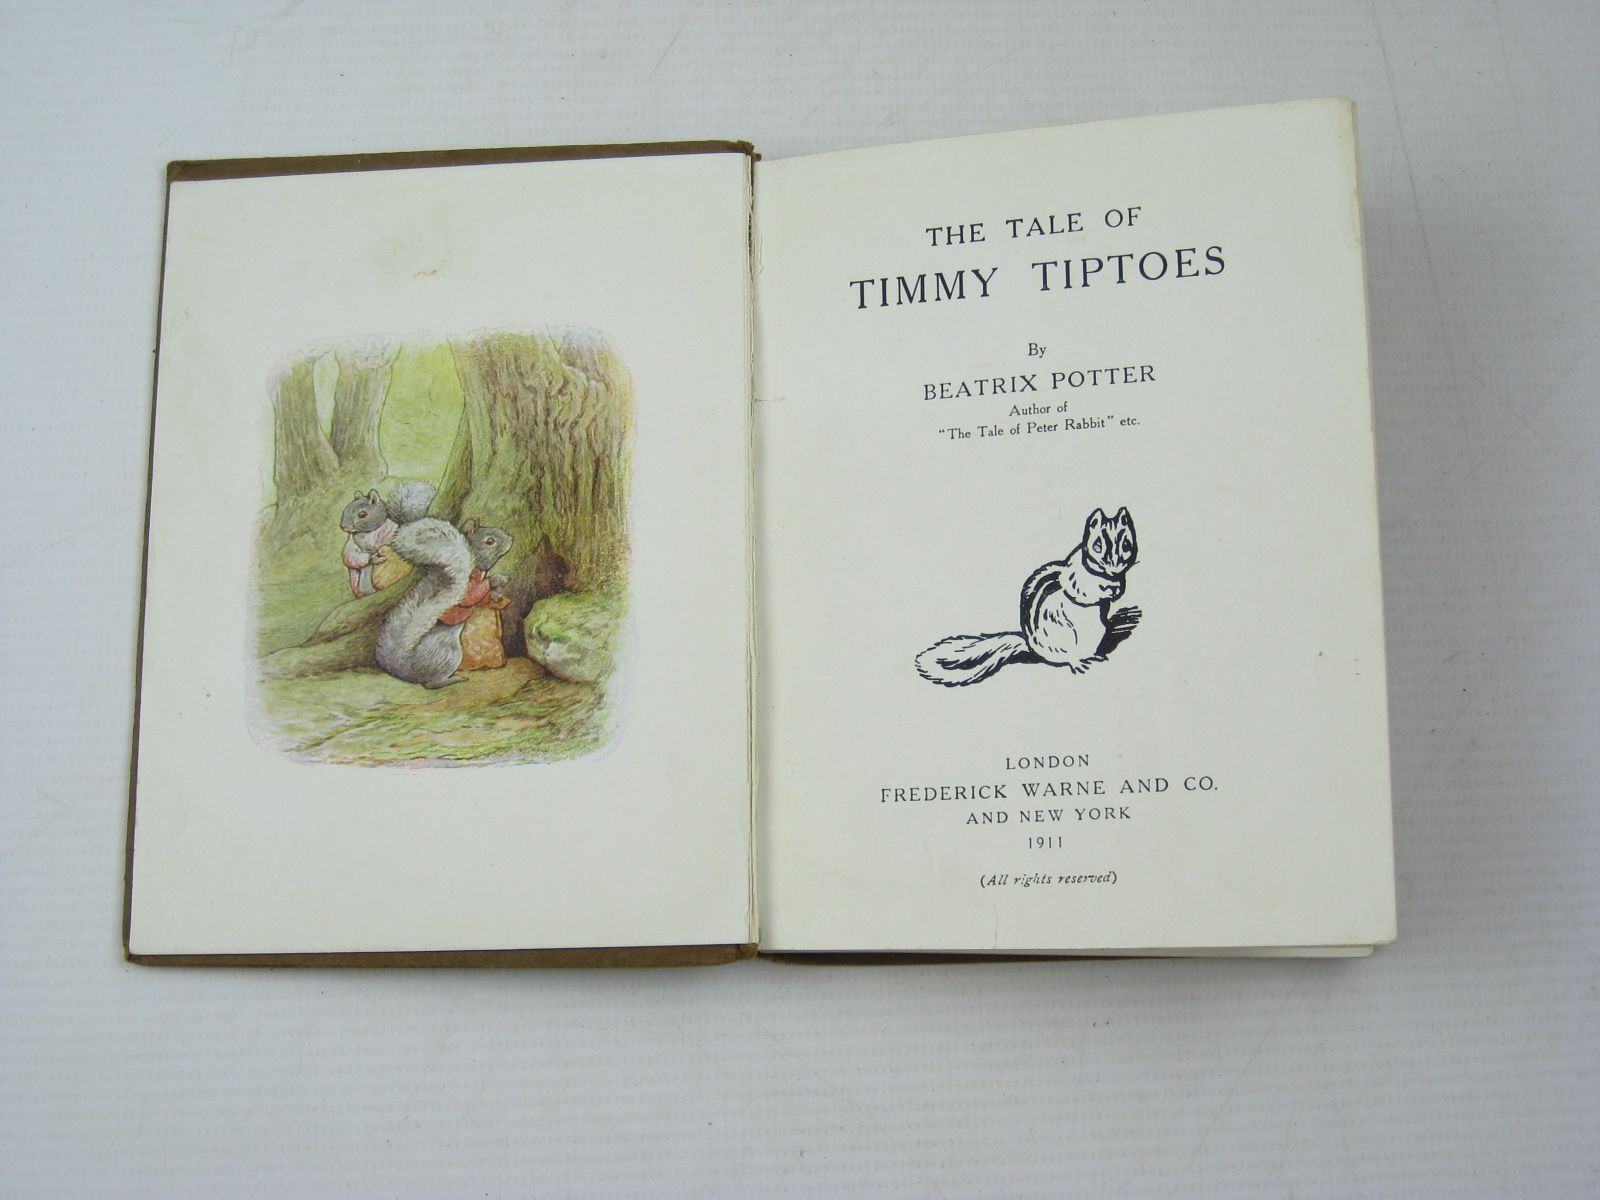 THE TALE OF
TIMMY TIPTOES
By
BEATRIX POTTER
Author of
"The Tale of Peter Rabbit" etc.
LONDON
FREDERICK WARNE AND CO.
AND NEW YORK
1911
(All rights reserved)